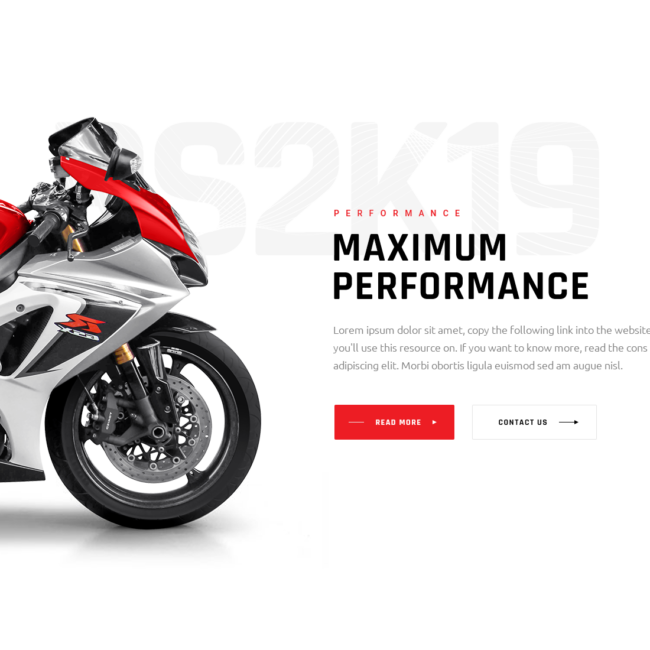 RS2K19
PERFORMANCE
MAXIMUM
PERFORMANCE
Lorem ipsum dolor sit amet, copy the following link into the website
you'll use this resource on. If you want to know more, read the cons
adipiscing elit. Morbi obortis ligula euismod sed am augue nisl.
READ MORE
CONTACT US